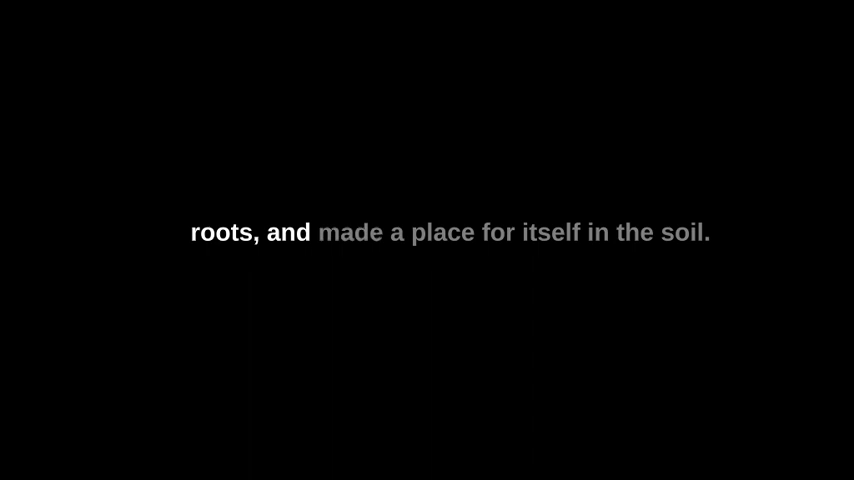 roots, and made a place for itself in the soil.